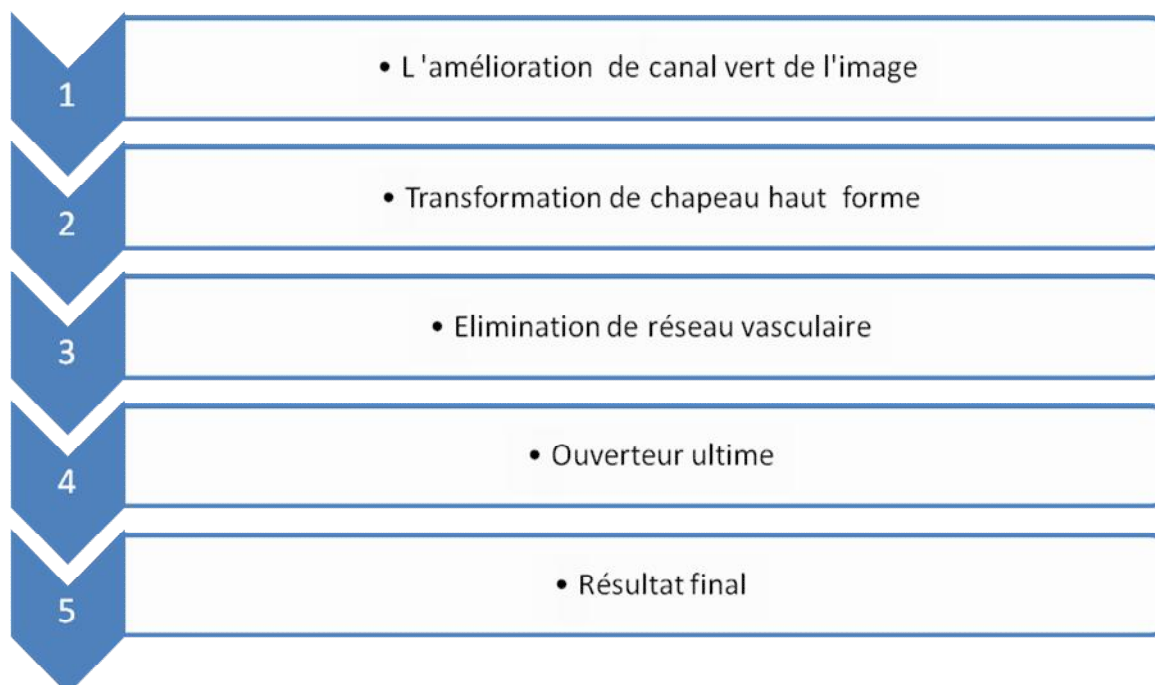 1
• L 'amélioration de canal vert de l'image
2
• Transformation de chapeau haut forme
3
• Elimination de réseau vasculaire
4
• Ouverteur ultime
5
• Résultat final